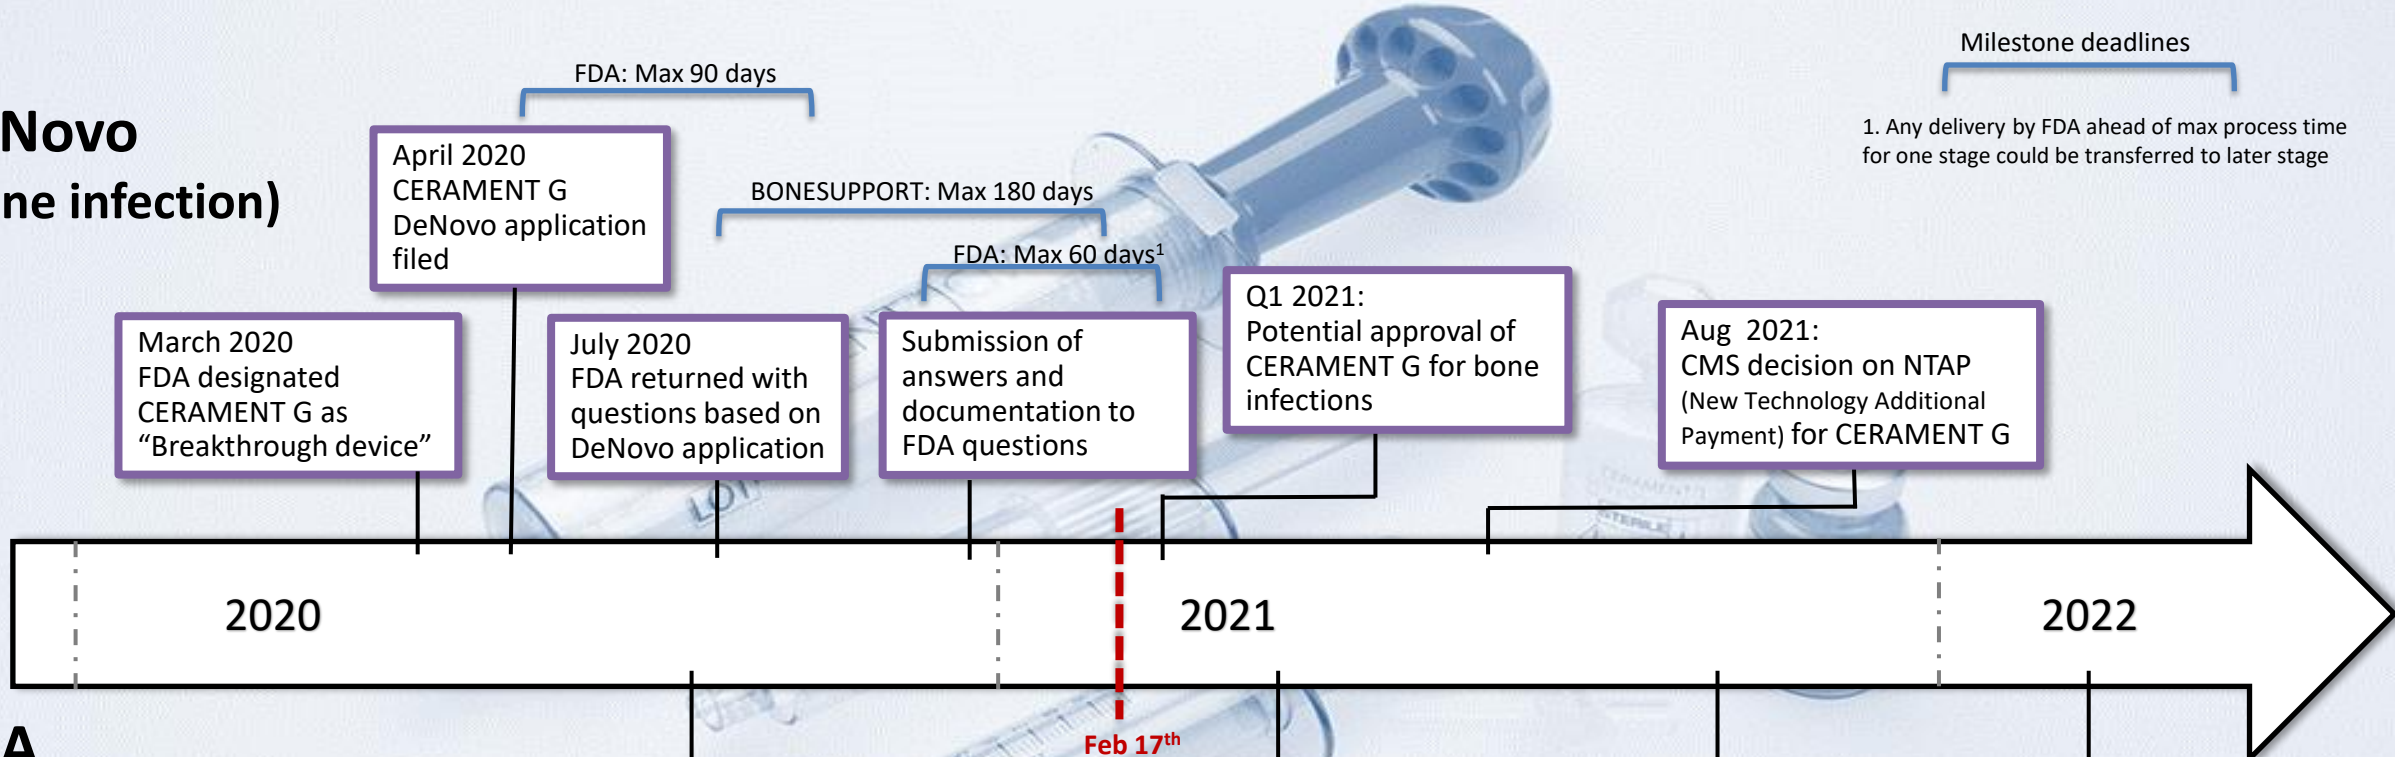 Novo
ne infection)
FDA: Max 90 days
Milestone deadlines
1. Any delivery by FDA ahead of max process time
for one stage could be transferred to later stage
April 2020
CERAMENT G
DeNovo application
filed
BONESUPPORT: Max 180 days
FDA: Max 60 days1
March 2020
FDA designated
CERAMENT G as
“Breakthrough device”
July 2020
FDA returned with
questions based on
DeNovo application
Submission of
answers and
documentation to
FDA questions
Q1 2021:
Potential approval of
CERAMENT G for bone
infections
Aug  2021:
CMS decision on NTAP
(New Technology Additional
Payment) for CERAMENT G
LOT
STERILE
2020
2021
2022
Feb 17th
A